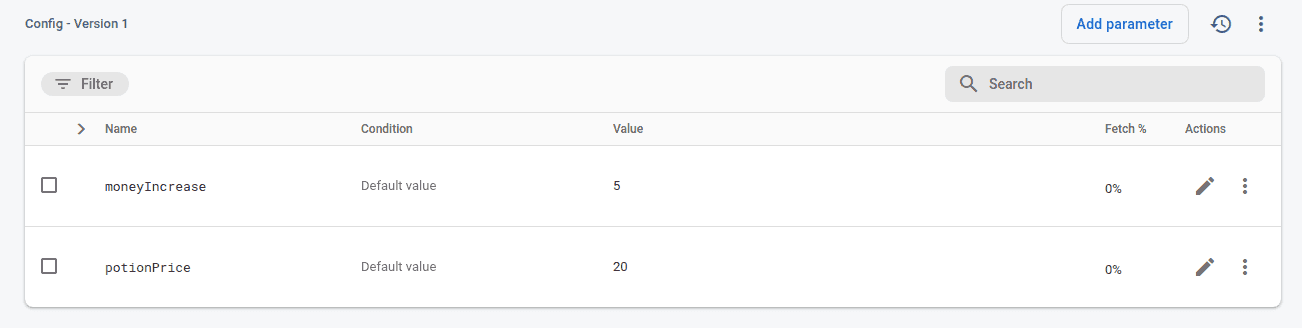 Config - Version 1
Add parameter
Filter
Search
Name Condition Value Fetch % Actions
moneyIncrease Default value 5 0%
potionPrice Default value 20 0%